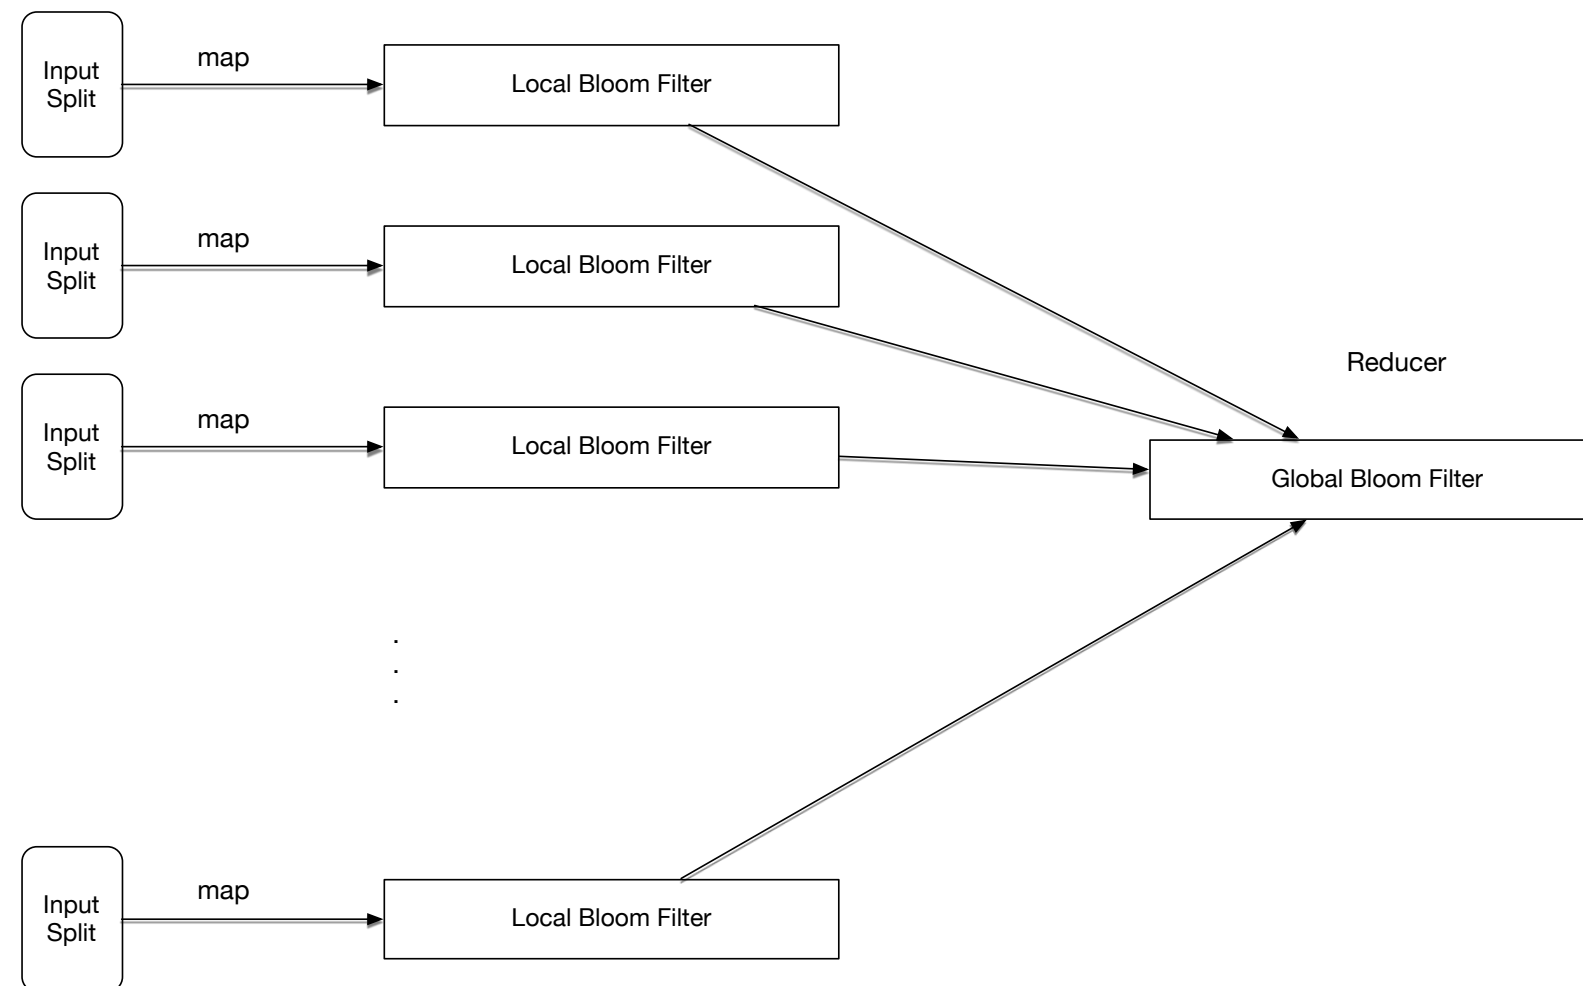 map
Input
Split
Local Bloom Filter
map
Input
Split
Local Bloom Filter
Reducer
map
Input
Split
Local Bloom Filter
Global Bloom Filter
.
.
.
map
Input
Split
Local Bloom Filter